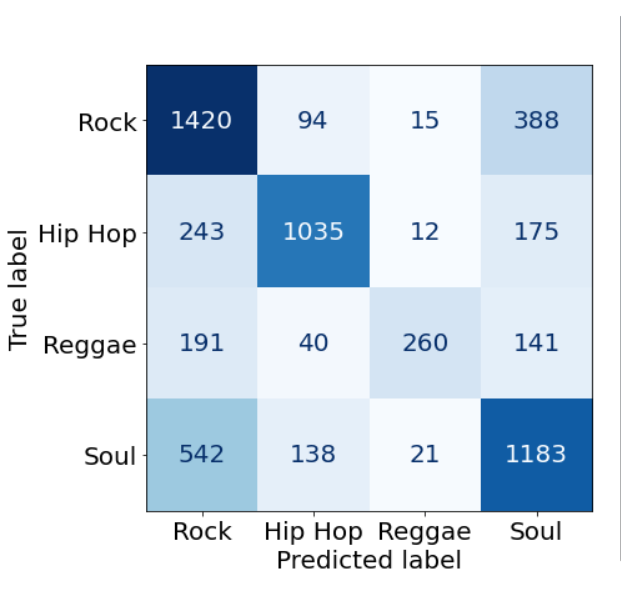 Rock 1420 94 15 388
Hip Hop 243 1035 12 175
Reggae 191 40 260 141
Soul 542 138 21 1183
Rock Hip Hop Reggae Soul
Predicted label
True label